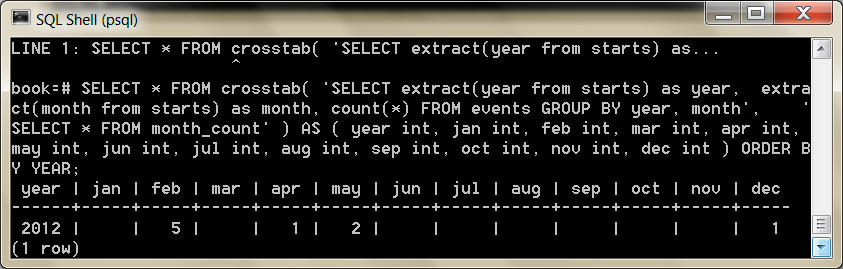 SQL Shell (psql)
LINE 1: SELECT * FROM crosstab( 'SELECT extract(year from starts) as...
                      ^
book=# SELECT * FROM crosstab( 'SELECT extract(year from starts) as year,  extra
ct(month from starts) as month, count(*) FROM events GROUP BY year, month',    '
SELECT * FROM month_count' ) AS ( year int, jan int, feb int, mar int, apr int,
may int, jun int, jul int, aug int, sep int, oct int, nov int, dec int ) ORDER B
Y YEAR;
 year | jan | feb | mar | apr | may | jun | jul | aug | sep | oct | nov | dec
------+-----+-----+-----+-----+-----+-----+-----+-----+-----+-----+-----+-----
 2012 |     |   5 |     |   1 |   2 |     |     |     |     |     |     |   1
(1 row)